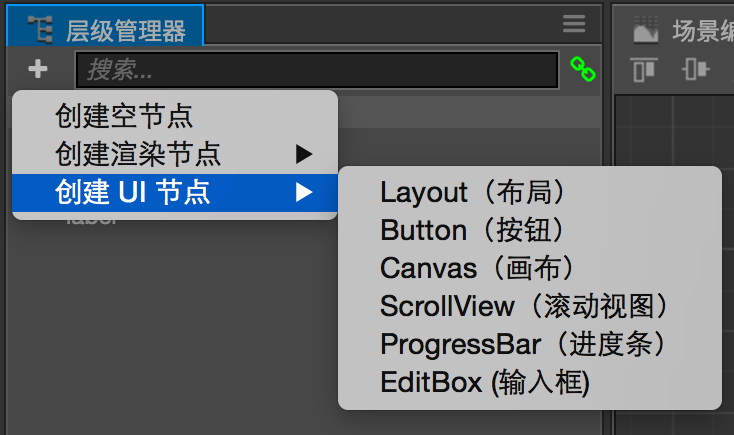 层级管理器
场景编
搜索...
创建空节点
创建渲染节点
创建 UI 节点
label
Layout（布局）
Button（按钮）
Canvas（画布）
ScrollView（滚动视图）
ProgressBar（进度条）
EditBox (输入框)